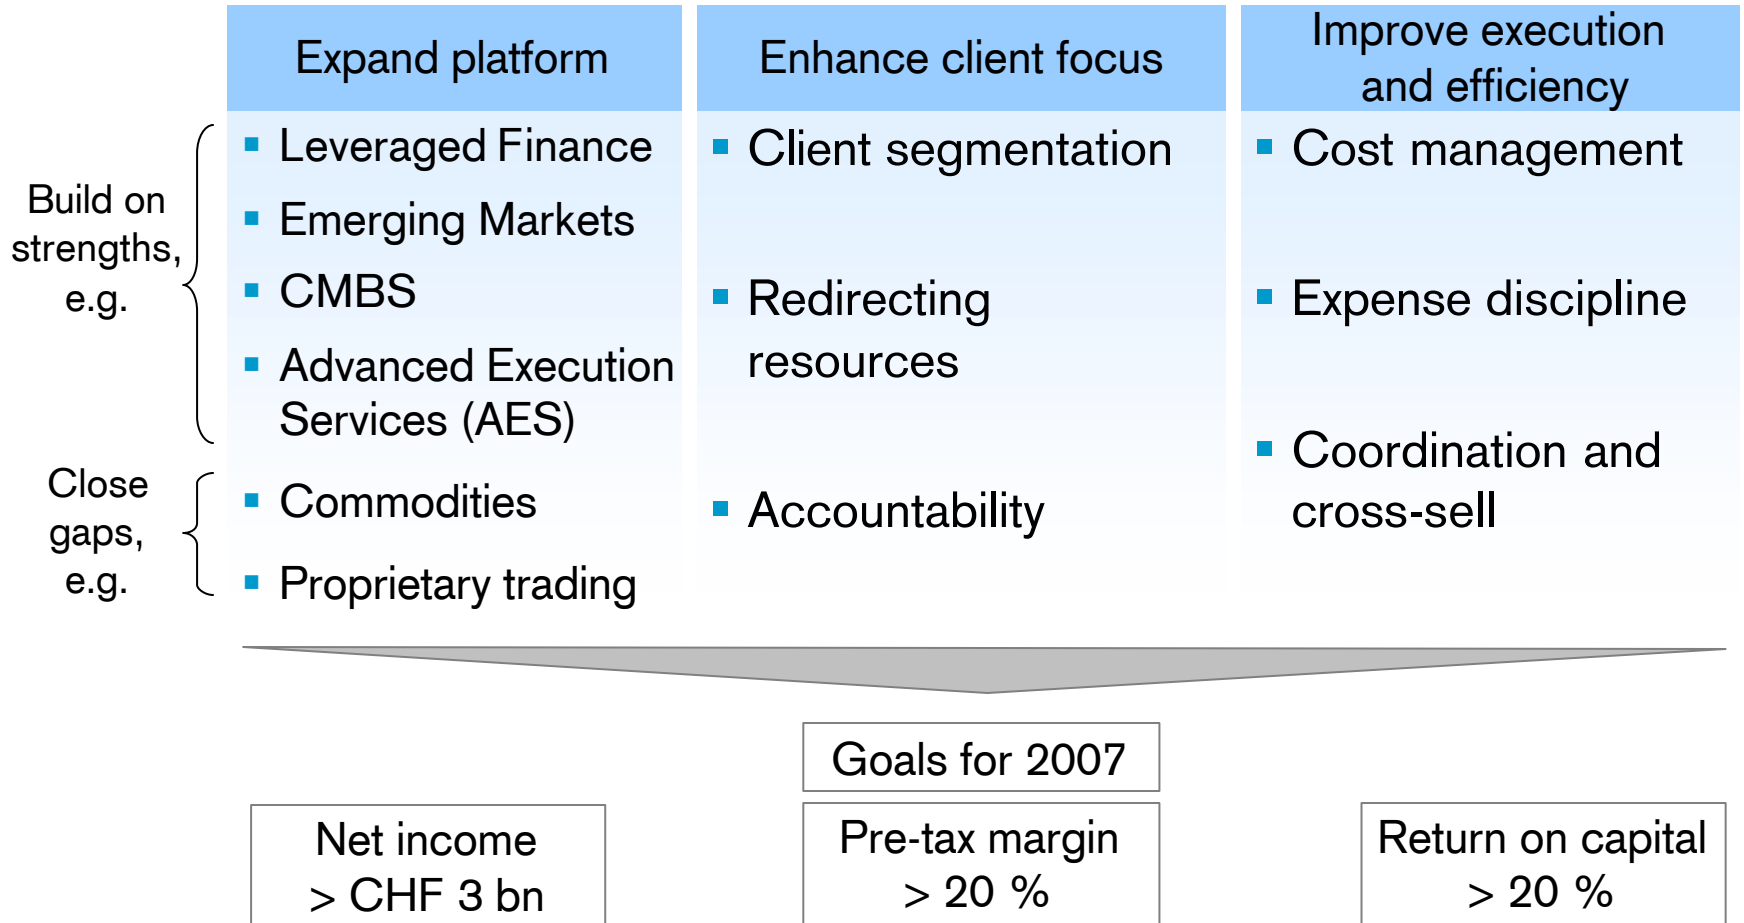 Expand platform
Enhance client focus
Improve execution
and efficiency
Build on
strengths,
e.g.
▪ Leveraged Finance
▪ Emerging Markets
▪ CMBS
▪ Advanced Execution
Services (AES)
Close
gaps,
e.g.
▪ Commodities
▪ Proprietary trading
▪ Client segmentation
▪ Redirecting
resources
▪ Accountability
▪ Cost management
▪ Expense discipline
▪ Coordination and
cross-sell
Goals for 2007
Net income
> CHF 3 bn
Pre-tax margin
> 20 %
Return on capital
> 20 %